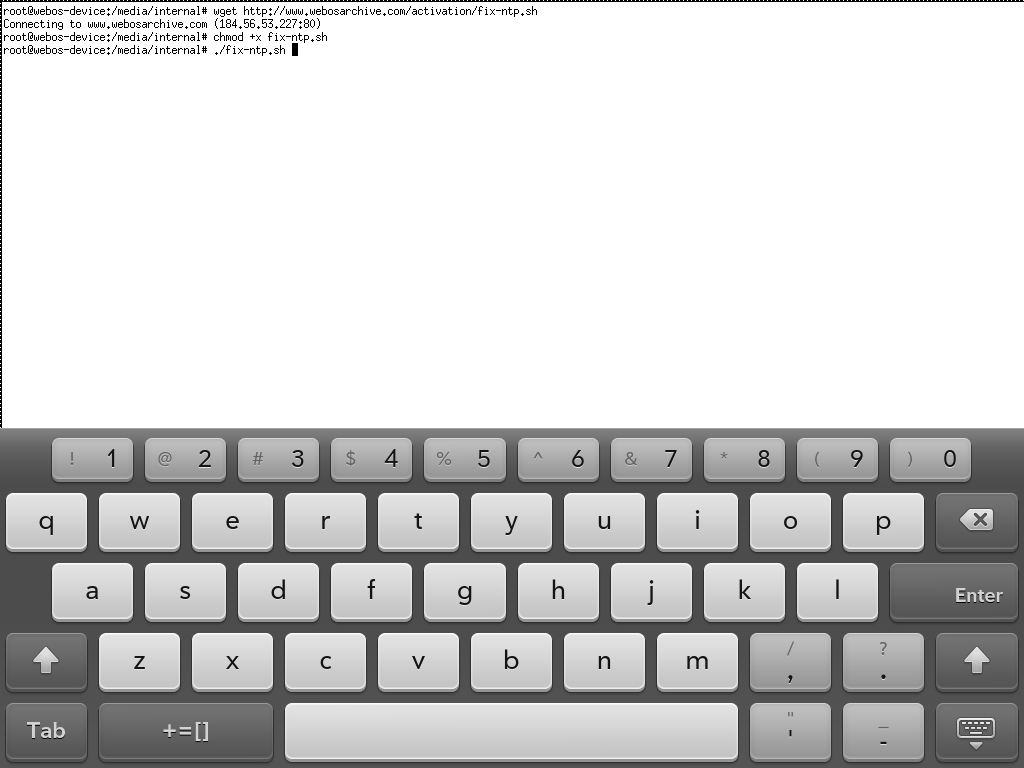 root@webos-device:/media/internal# wget http://www.webosarchive.com/activation/fix-ntp.sh
Connecting to www.webosarchive.com (184.56.53.227:80)
root@webos-device:/media/internal# chmod +x fix-ntp.sh
root@webos-device:/media/internal# ./fix-ntp.sh
! 1 @ 2 # 3 $ 4 % 5 ^ 6 & 7 * 8 ( 9 ) 0
q w e r t y u i o p
a s d f g h j k l Enter
z x c v b n m / , ? .
Tab +=[] " ' _ -